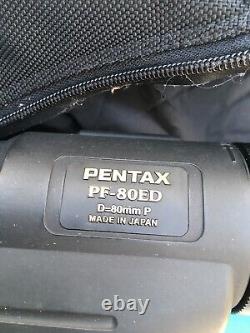 PENTAX
PF-80ED
D=80mm P
MADE IN JAPAN